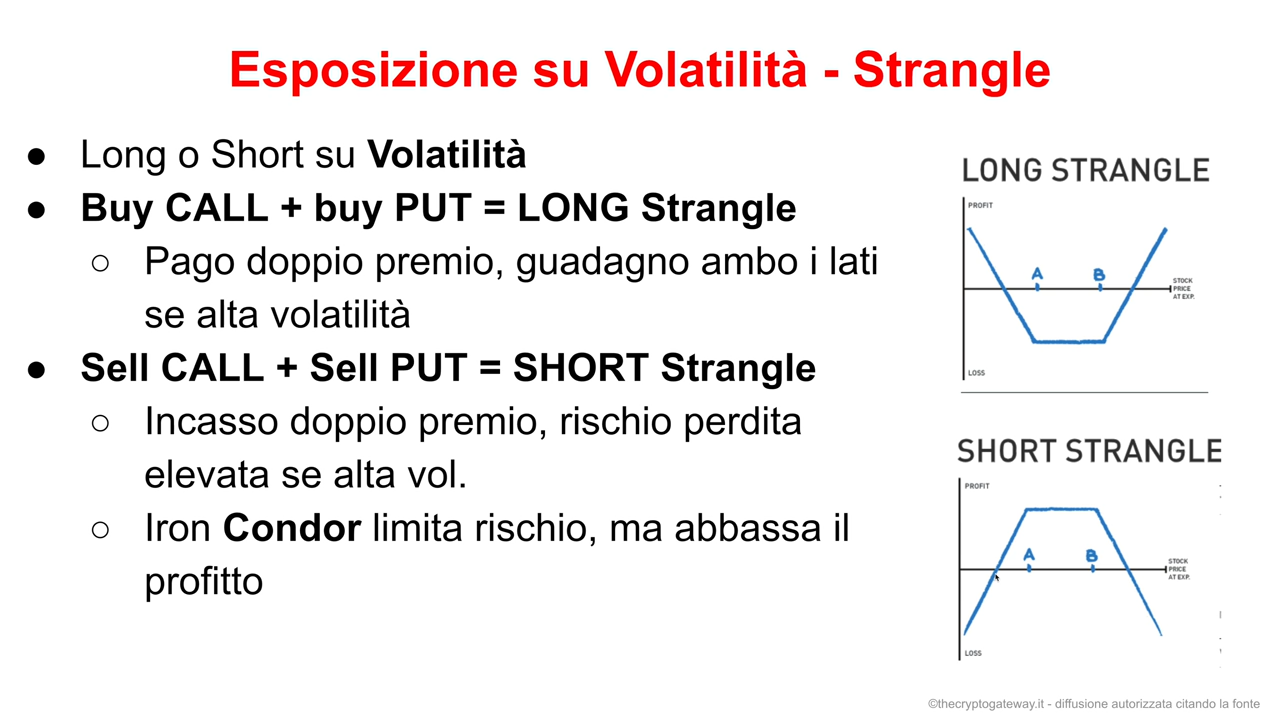 Esposizione su Volatilità - Strangle
● Long o Short su Volatilità
● Buy CALL + buy PUT = LONG Strangle
○ Pago doppio premio, guadagno ambo i lati
se alta volatilità
● Sell CALL + Sell PUT = SHORT Strangle
○ Incasso doppio premio, rischio perdita
elevata se alta vol.
○ Iron Condor limita rischio, ma abbassa il
profitto
LONG STRANGLE
PROFIT
A
B
STOCK
PRICE
AT EXP.
LOSS
SHORT STRANGLE
PROFIT
A
B
STOCK
PRICE
AT EXP.
LOSS
©thecryptogateway.it - diffusione autorizzata citando la fonte